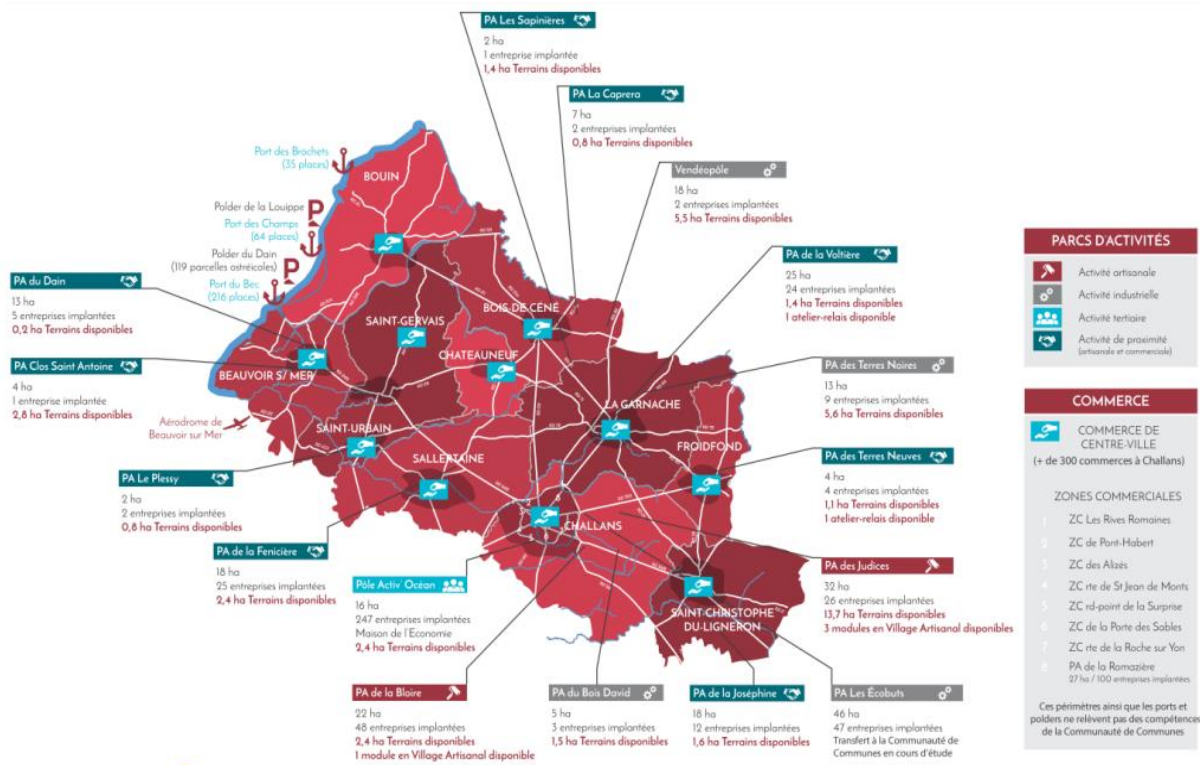 PA Les Sapinières
2 ha
1 entreprise implantée
1,4 ha Terrains disponibles
PA La Caprera
7 ha
2 entreprises implantées
0,8 ha Terrains disponibles
Vendéopôle
18 ha
2 entreprises implantées
5,5 ha Terrains disponibles
PA de la Voltière
25 ha
24 entreprises implantées
1,4 ha Terrains disponibles
1 atelier-relais disponible
PA des Terres Noires
13 ha
9 entreprises implantées
5,6 ha Terrains disponibles
PA des Terres Neuves
4 ha
4 entreprises implantées
1,1 ha Terrains disponibles
1 atelier-relais disponible
PA des Judices
32 ha
26 entreprises implantées
13,7 ha Terrains disponibles
3 modules en Village Artisanal disponibles
Port des Brochets
(35 places)
Polder de la Louippe
P
Port des Champs
(64 places)
Polder du Dain
(119 parcelles ostréicoles)
P
Port du Bec
(216 places)
PA du Dain
13 ha
5 entreprises implantées
0,2 ha Terrains disponibles
PA Clos Saint Antoine
4 ha
1 entreprise implantée
2,8 ha Terrains disponibles
Aérodrome de
Beauvoir sur Mer
PA Le Plessy
2 ha
2 entreprises implantées
0,8 ha Terrains disponibles
PA de la Fenicière
18 ha
25 entreprises implantées
2,4 ha Terrains disponibles
Pôle Activ' Océan
16 ha
247 entreprises implantées
Maison de l'Economie
2,4 ha Terrains disponibles
PA de la Bloire
22 ha
48 entreprises implantées
2,4 ha Terrains disponibles
1 module en Village Artisanal disponible
PA du Bois David
5 ha
3 entreprises implantées
1,5 ha Terrains disponibles
PA de la Joséphine
18 ha
12 entreprises implantées
1,6 ha Terrains disponibles
PA Les Écobuts
46 ha
47 entreprises implantées
Transfert à la Communauté de
Communes en cours d'étude
BOUIN
BOIS-DE-CENÉ
SAINT-GERVAIS
CHATEAUNEUF
BEAUVOIR S/ MER
LA GARNACHE
SAINT-URBAIN
SALLERTAINE
FROIDFOND
CHALLANS
SAINT-CHRISTOPHE
DU-LIGNERON
PARCS D'ACTIVITÉS
Activité artisanale
Activité industrielle
Activité tertiaire
Activité de proximité
(artisanale et commerciale)
COMMERCE
COMMERCE DE
CENTRE-VILLE
(+ de 300 commerces à Challans)
ZONES COMMERCIALES
1 ZC Les Rives Romaines
2 ZC de Pont-Habert
3 ZC des Alizés
4 ZC rte de St Jean de Monts
5 ZC rd-point de la Surprise
6 ZC de la Porte des Sables
7 ZC rte de la Roche sur Yon
8 PA de la Romazière
27 ha / 100 entreprises implantées
Ces périmètres ainsi que les ports et
polders ne relèvent pas des compétences
de la Communauté de Communes